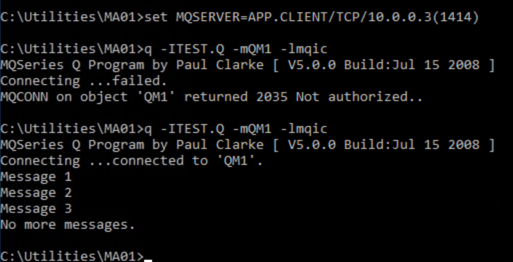 C:\Utilities\MA01>set MQSERVER=APP.CLIENT/TCP/10.0.0.3(1414)
C:\Utilities\MA01>q -ITEST.Q -mQM1 -lmqic
MQSeries Q Program by Paul Clarke [ V5.0.0 Build:Jul 15 2008 ]
Connecting ...failed.
MQCONN on object 'QM1' returned 2035 Not authorized..
C:\Utilities\MA01>q -ITEST.Q -mQM1 -lmqic
MQSeries Q Program by Paul Clarke [ V5.0.0 Build:Jul 15 2008 ]
Connecting ...connected to 'QM1'.
Message 1
Message 2
Message 3
No more messages.
C:\Utilities\MA01>